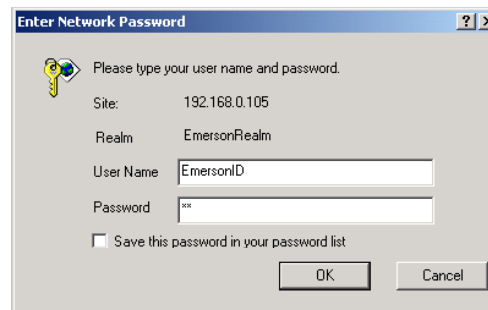 Enter Network Password ? X
Please type your user name and password.
Site: 192.168.0.105
Realm EmersonRealm
User Name EmersonID
Password **
Save this password in your password list
OK Cancel